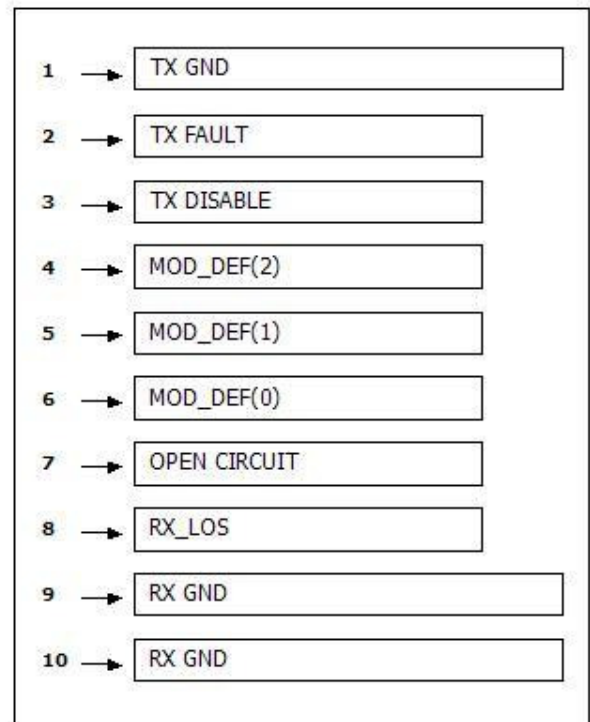 1 TX GND
2 TX FAULT
3 TX DISABLE
4 MOD_DEF(2)
5 MOD_DEF(1)
6 MOD_DEF(0)
7 OPEN CIRCUIT
8 RX_LOS
9 RX GND
10 RX GND